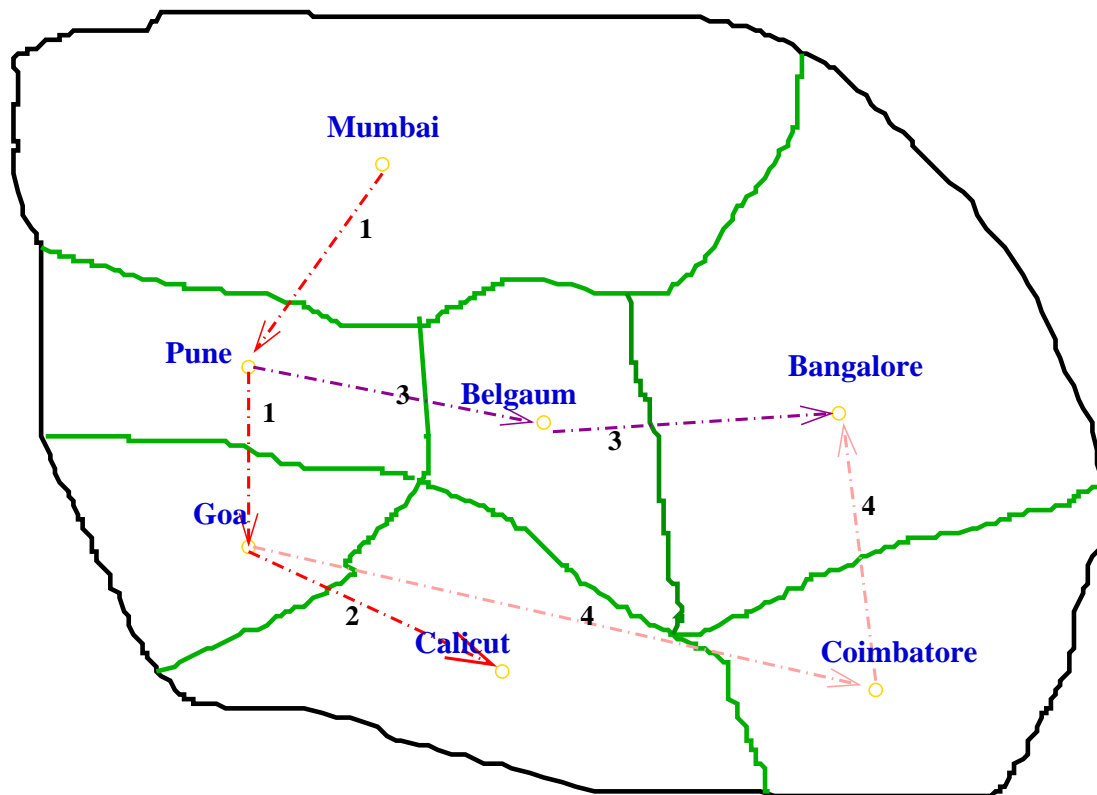 Mumbai
1
Pune
Belgaum
Bangalore
3
1
3
Goa
4
2
4
Calicut
Coimbatore